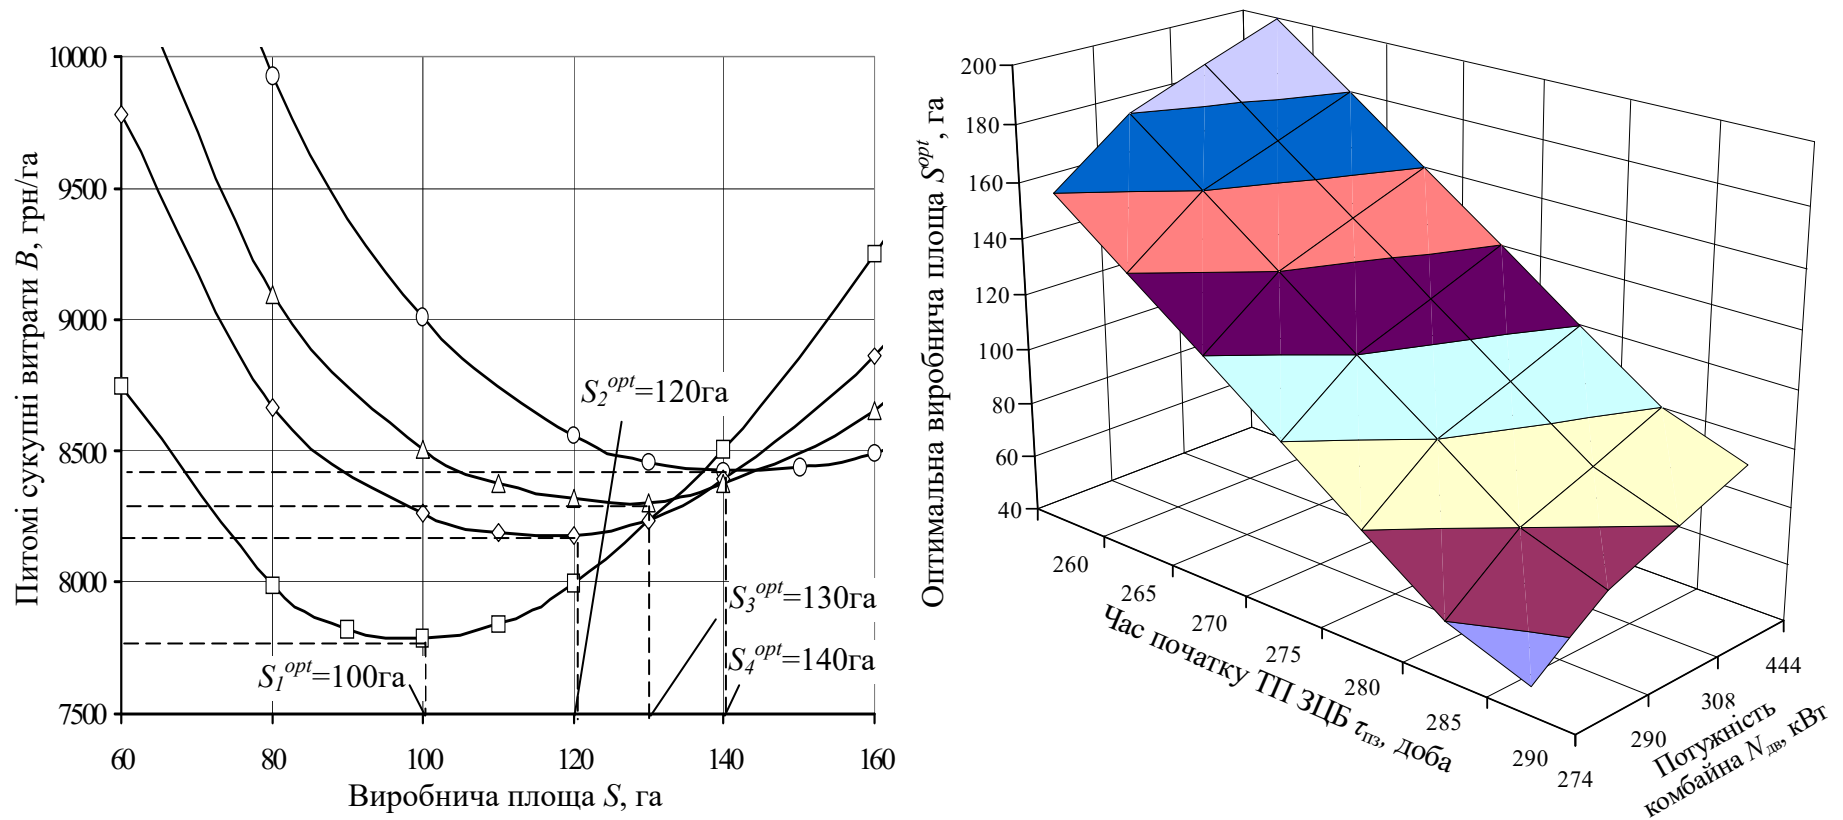 10000
9500
9000
8500
8000
7500
Питомі сукупні витрати B, грн/га
S₂ᵒᵖᵗ=120га
S₃ᵒᵖᵗ=130га
S₁ᵒᵖᵗ=100га
S₄ᵒᵖᵗ=140га
60 80 100 120 140 160
Виробнича площа S, га
200
180
160
140
120
100
80
60
40
Оптимальна виробнича площа Sᵒᵖᵗ, га
260
265
270
275
280
285
290
Час початку ТП ЗЦБ τпз, доба
274
290
308
444
Потужність
комбайна Nдв, кВт